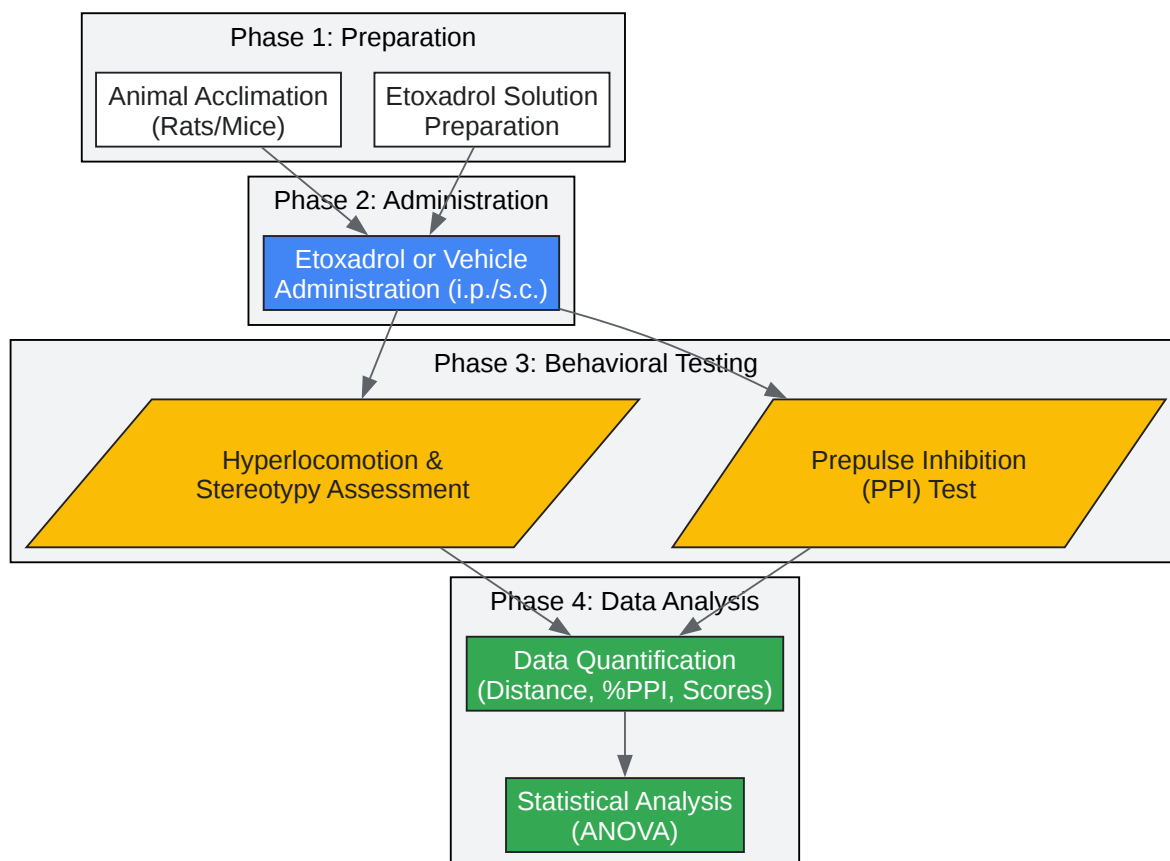 Phase 1: Preparation
Animal Acclimation
(Rats/Mice)
Etoxadrol Solution
Preparation
Phase 2: Administration
Etoxadrol or Vehicle
Administration (i.p./s.c.)
Phase 3: Behavioral Testing
Hyperlocomotion &
Stereotypy Assessment
Prepulse Inhibition
(PPI) Test
Phase 4: Data Analysis
Data Quantification
(Distance, %PPI, Scores)
Statistical Analysis
(ANOVA)